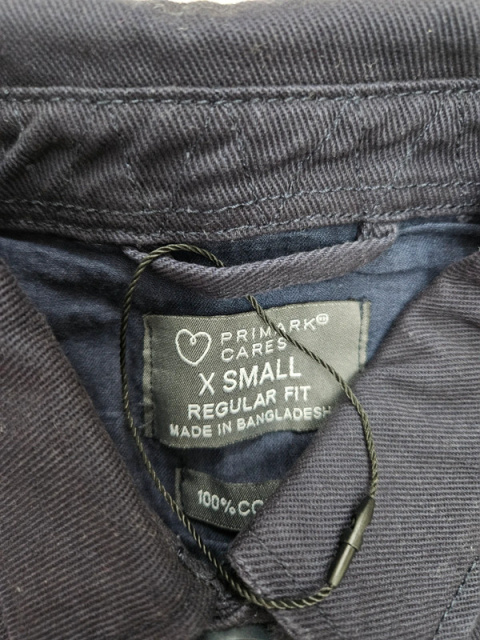 PRIMARK
CARES
X SMALL
REGULAR FIT
MADE IN BANGLADESH
100%